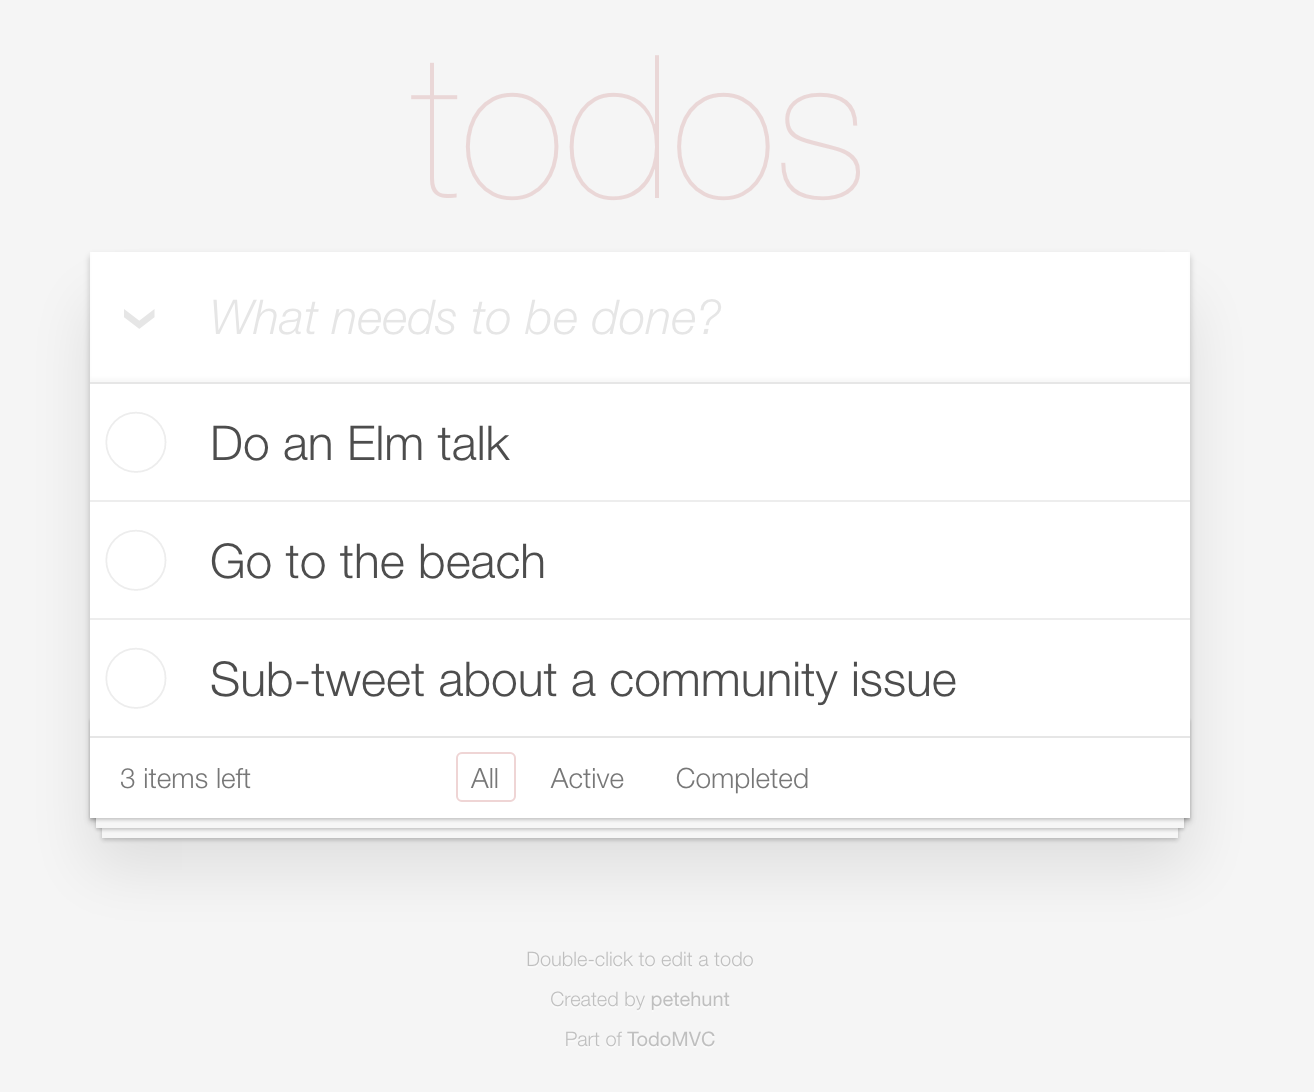 todos
What needs to be done?
Do an Elm talk
Go to the beach
Sub-tweet about a community issue
3 items left All Active Completed
Double-click to edit a todo
Created by petehunt
Part of TodoMVC